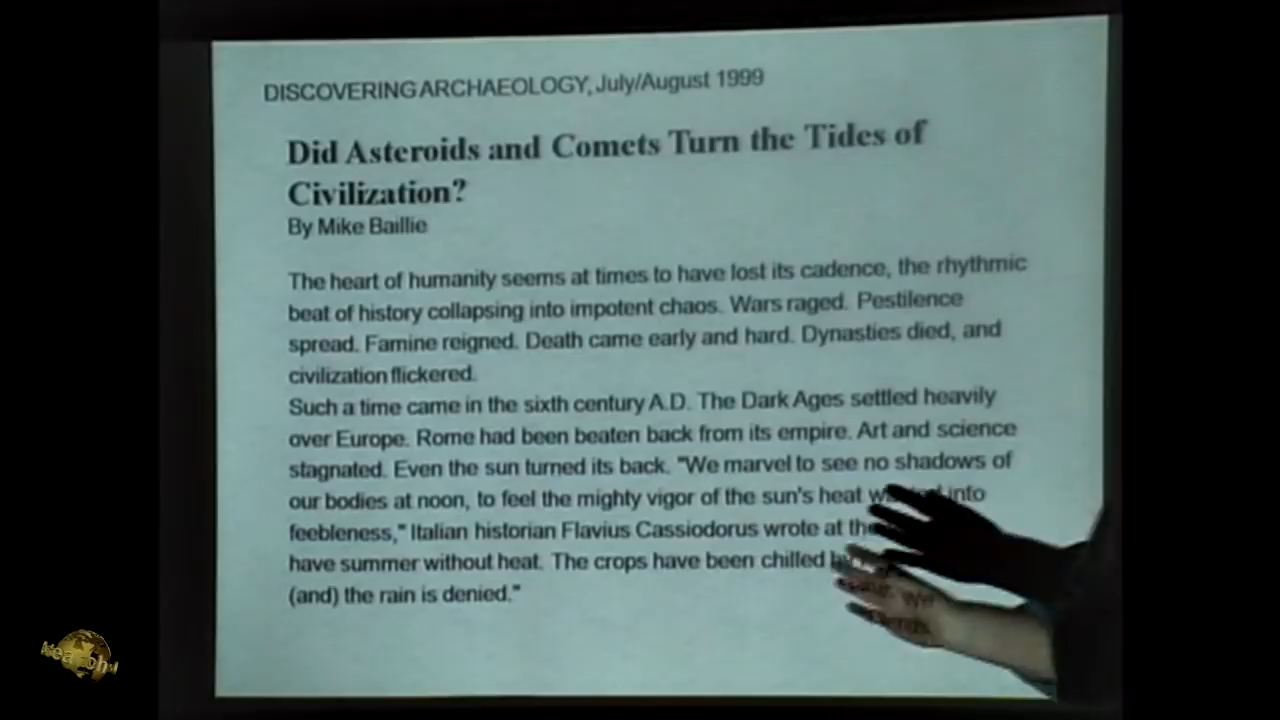 DISCOVERING ARCHAEOLOGY, July/August 1999
Did Asteroids and Comets Turn the Tides of
Civilization?
By Mike Baillie
The heart of humanity seems at times to have lost its cadence, the rhythmic
beat of history collapsing into impotent chaos. Wars raged. Pestilence
spread. Famine reigned. Death came early and hard. Dynasties died, and
civilization flickered.
Such a time came in the sixth century A.D. The Dark Ages settled heavily
over Europe. Rome had been beaten back from its empire. Art and science
stagnated. Even the sun turned its back. "We marvel to see no shadows of
our bodies at noon, to feel the mighty vigor of the sun's heat into
feebleness," Italian historian Flavius Cassiodorus wrote at
have summer without heat. The crops have been chilled
(and) the rain is denied."